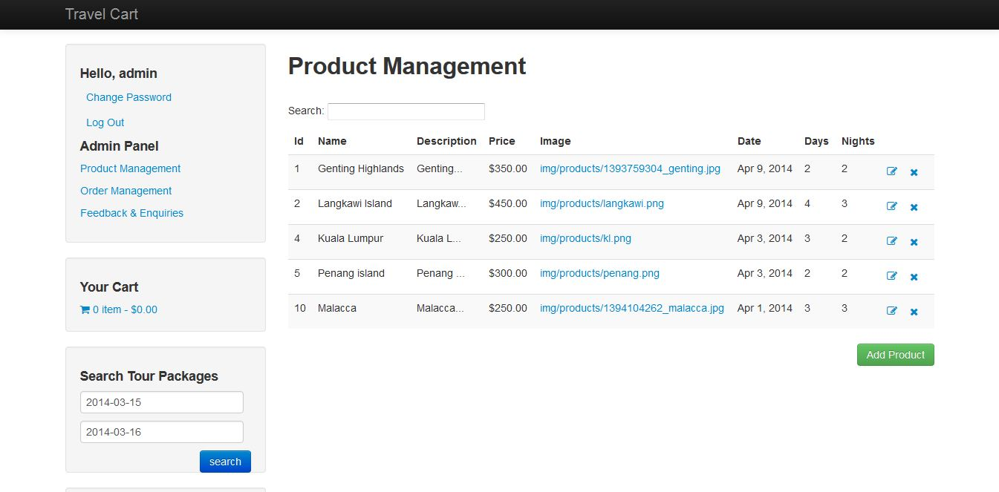 Travel Cart
Hello, admin
Change Password
Log Out
Admin Panel
Product Management
Order Management
Feedback & Enquiries
Your Cart
0 item - $0.00
Search Tour Packages
2014-03-15
2014-03-16
search
Product Management
Search:
Id Name Description Price Image Date Days Nights
1 Genting Highlands Genting... $350.00 img/products/1393759304_genting.jpg Apr 9, 2014 2 2
2 Langkawi Island Langkaw... $450.00 img/products/langkawi.png Apr 9, 2014 4 3
4 Kuala Lumpur Kuala L... $250.00 img/products/kl.png Apr 3, 2014 3 2
5 Penang island Penang ... $300.00 img/products/penang.png Apr 3, 2014 2 2
10 Malacca Malacca... $250.00 img/products/1394104262_malacca.jpg Apr 1, 2014 3 3
Add Product